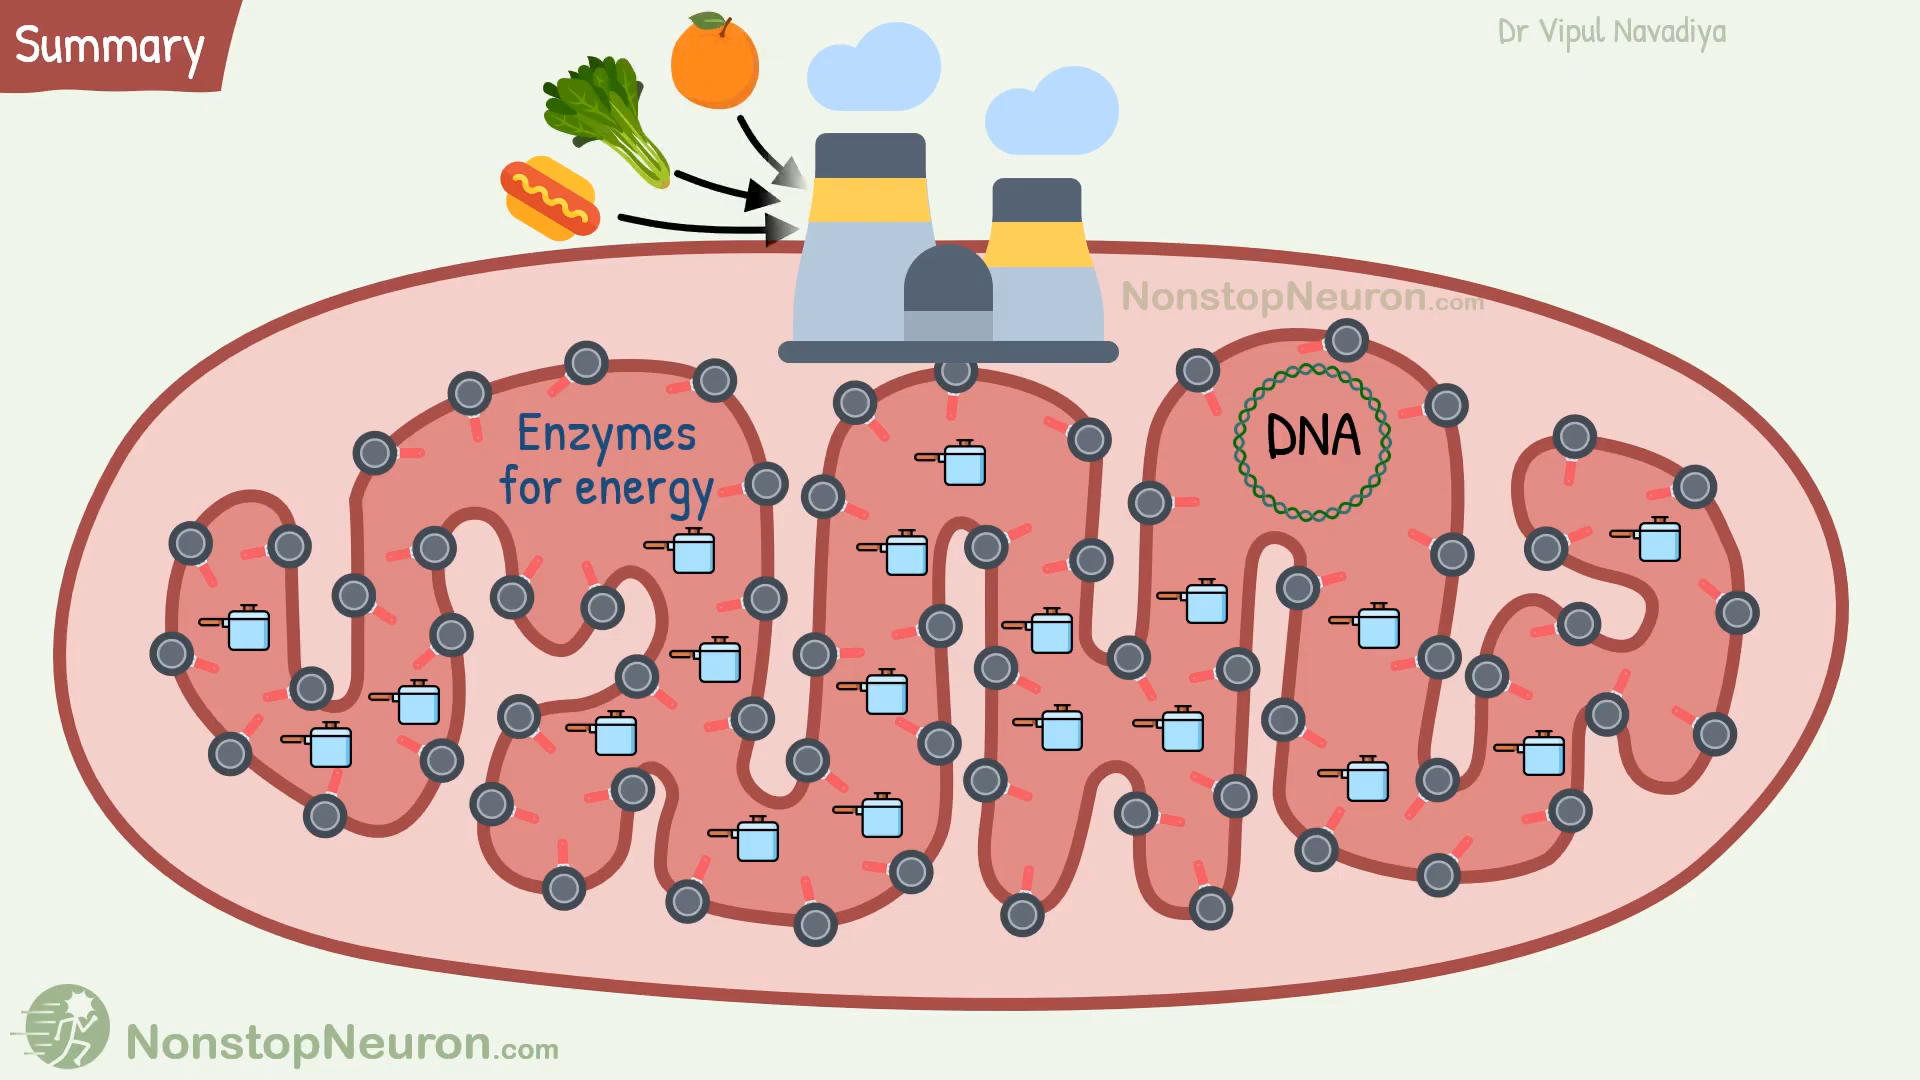 Summary
Dr Vipul Navadiya
NonstopNeuron.com
Enzymes
for energy
DNA
NonstopNeuron.com